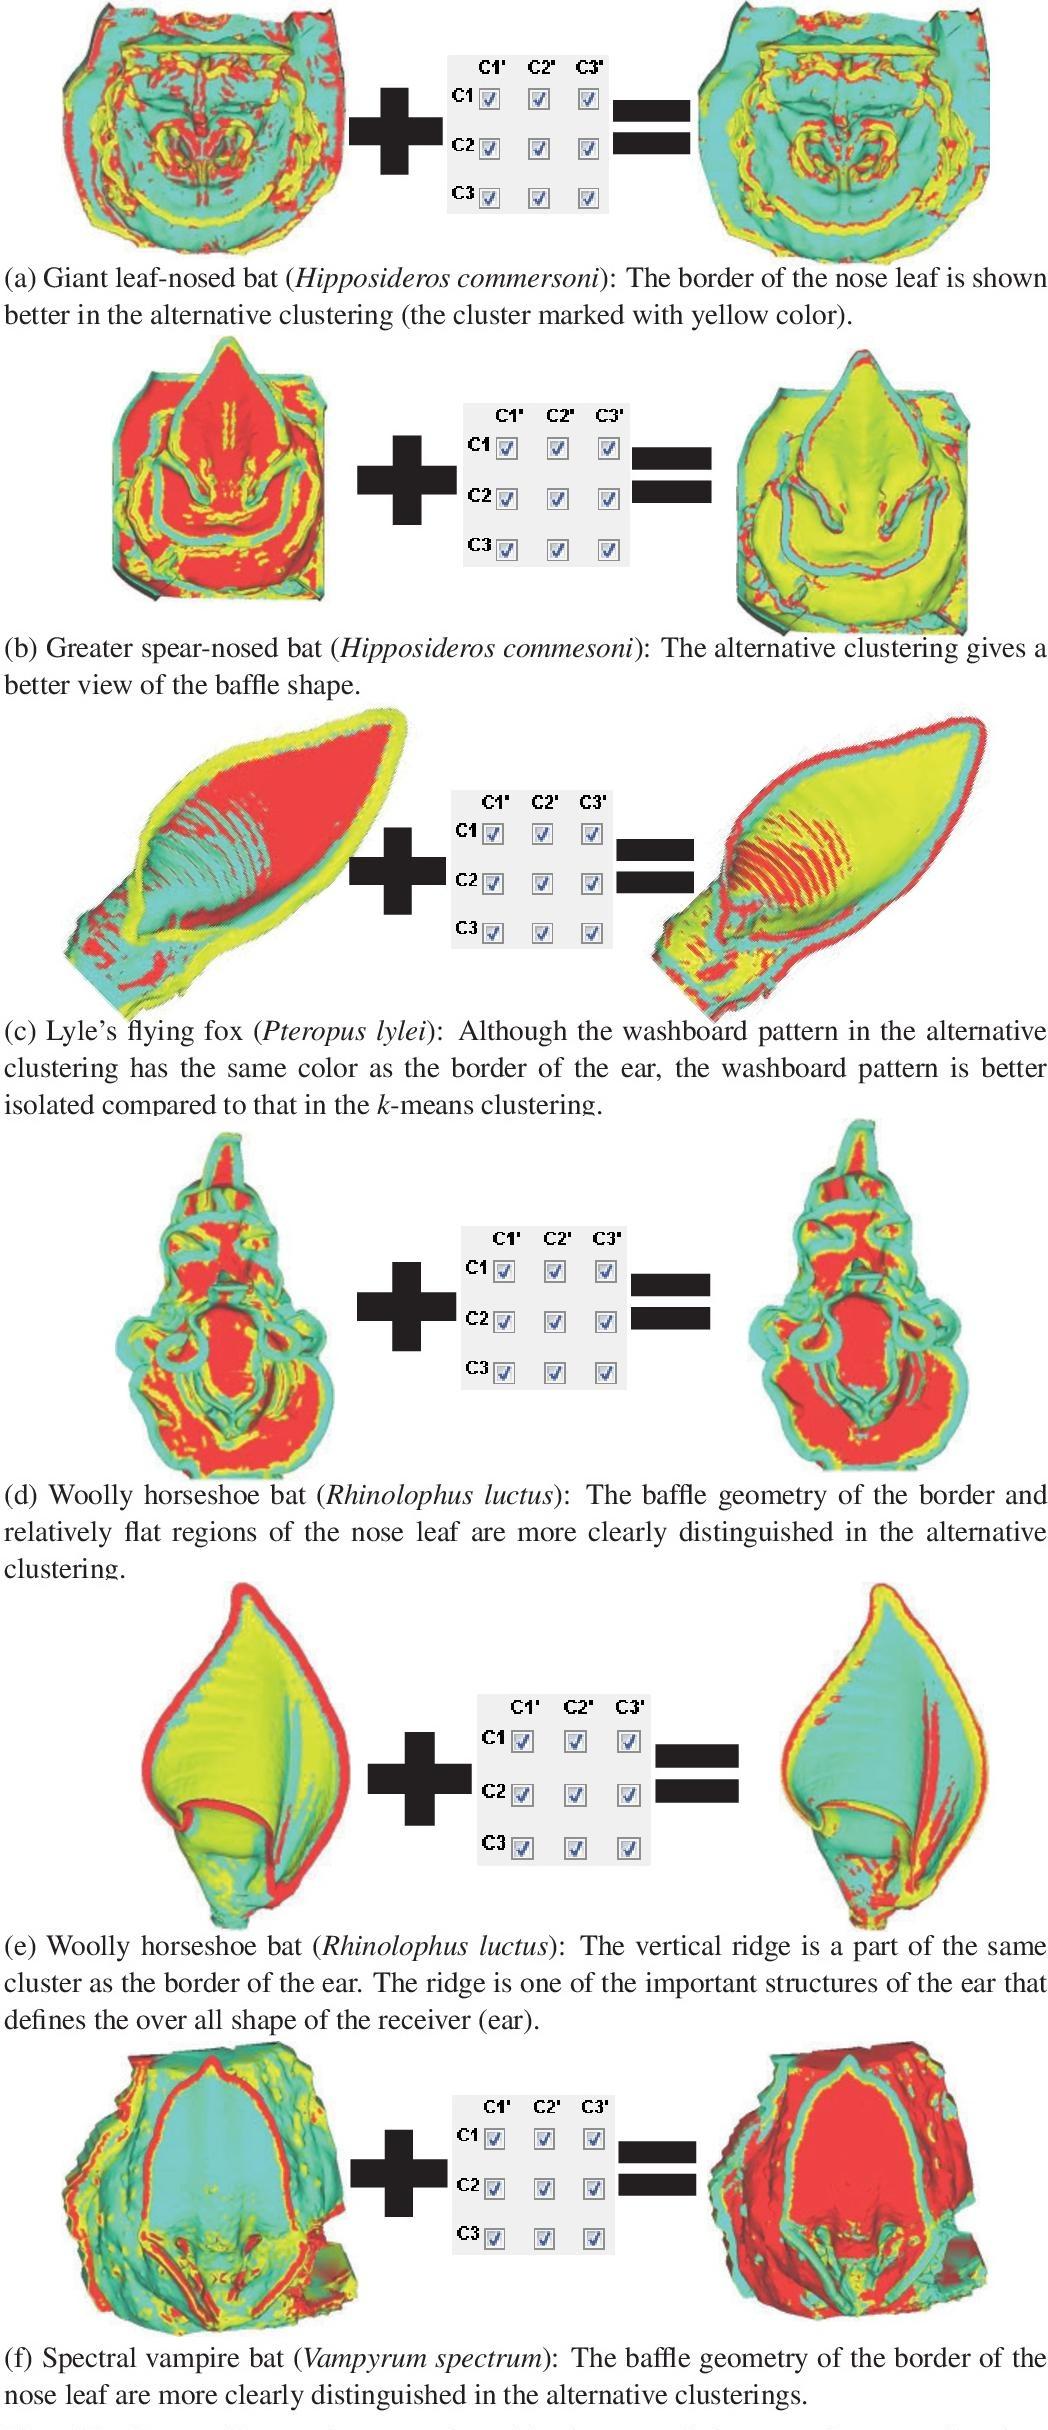 C1' C2' C3'
C1
C2
C3
(a) Giant leaf-nosed bat (Hipposideros commersoni): The border of the nose leaf is shown
better in the alternative clustering (the cluster marked with yellow color).
C1' C2' C3'
C1
C2
C3
(b) Greater spear-nosed bat (Hipposideros commesoni): The alternative clustering gives a
better view of the baffle shape.
C1' C2' C3'
C1
C2
C3
(c) Lyle's flying fox (Pteropus lylei): Although the washboard pattern in the alternative
clustering has the same color as the border of the ear, the washboard pattern is better
isolated compared to that in the k-means clustering.
C1' C2' C3'
C1
C2
C3
(d) Woolly horseshoe bat (Rhinolophus luctus): The baffle geometry of the border and
relatively flat regions of the nose leaf are more clearly distinguished in the alternative
clustering.
C1' C2' C3'
C1
C2
C3
(e) Woolly horseshoe bat (Rhinolophus luctus): The vertical ridge is a part of the same
cluster as the border of the ear. The ridge is one of the important structures of the ear that
defines the over all shape of the receiver (ear).
C1' C2' C3'
C1
C2
C3
(f) Spectral vampire bat (Vampyrum spectrum): The baffle geometry of the border of the
nose leaf are more clearly distinguished in the alternative clusterings.